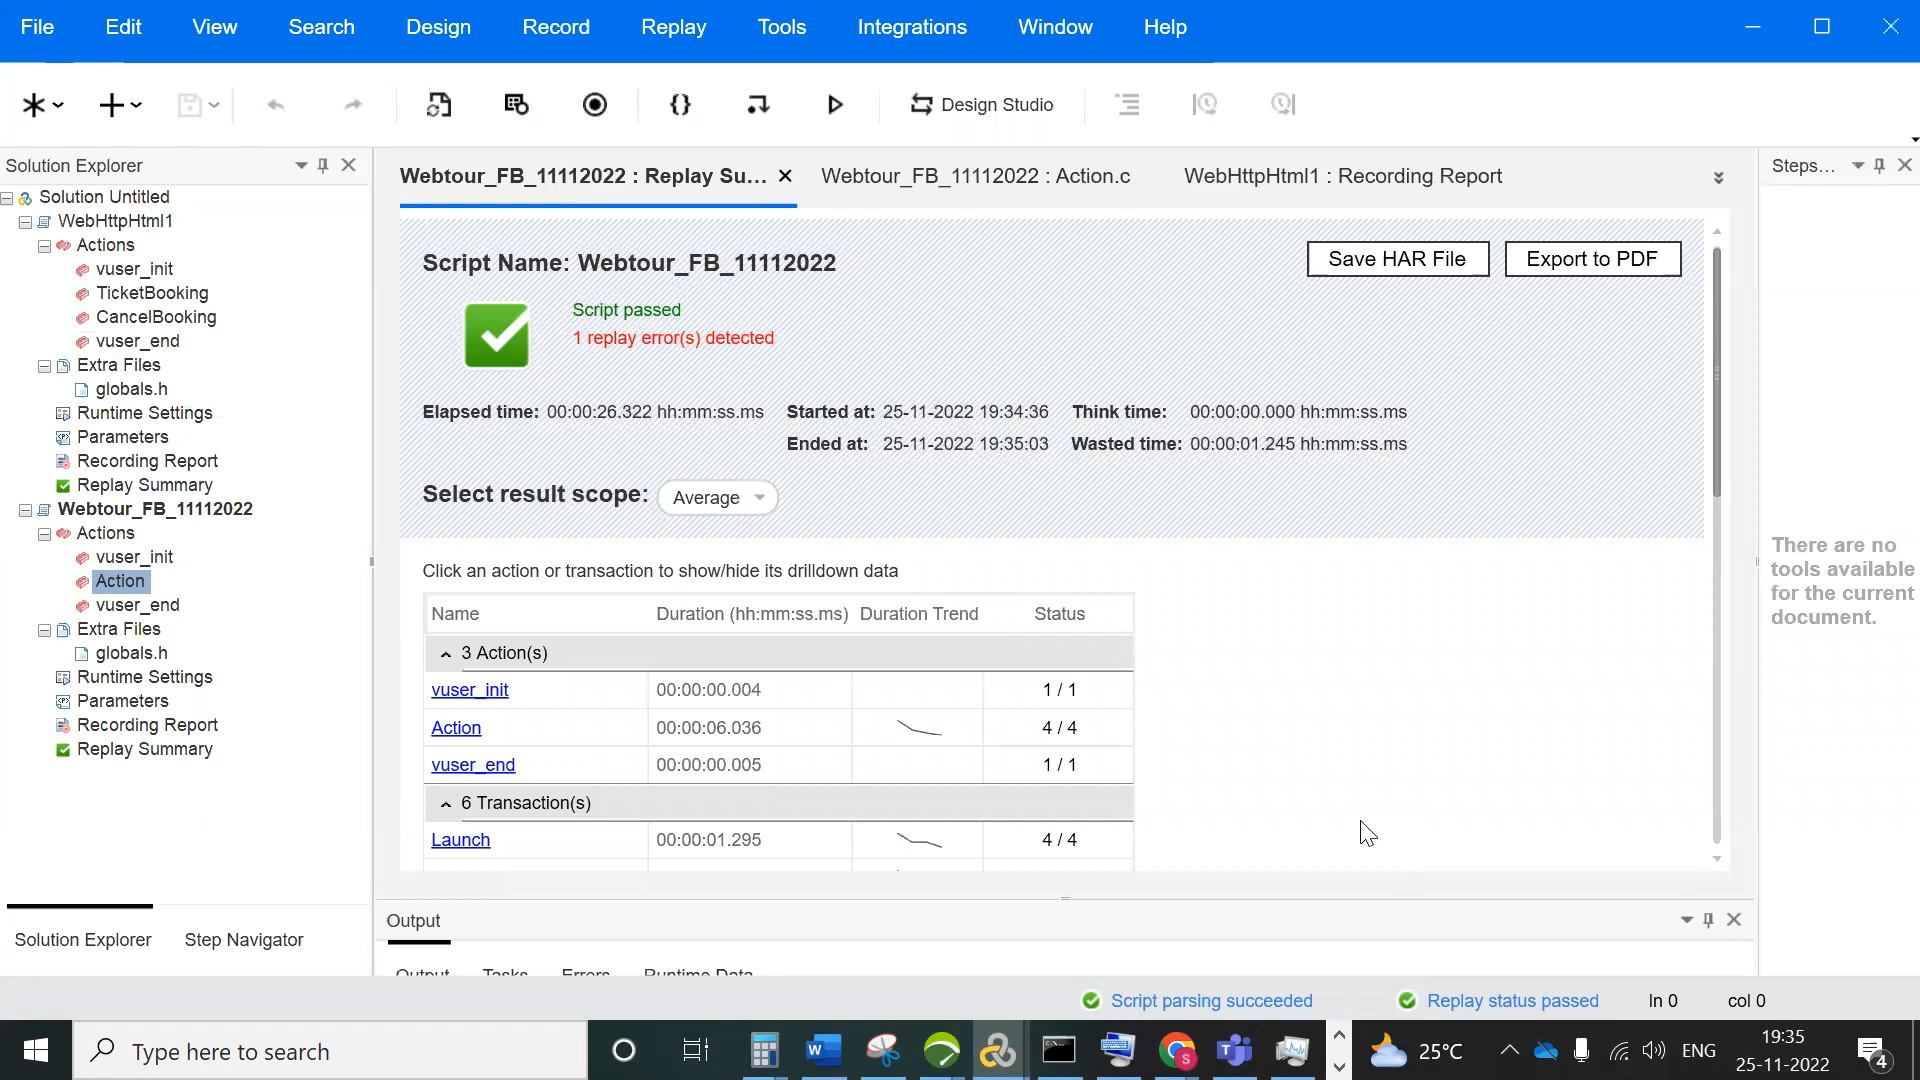 File Edit View Search Design Record Replay Tools Integrations Window Help
Design Studio
Solution Explorer
Solution Untitled
WebHttpHtml1
Actions
vuser_init
TicketBooking
CancelBooking
vuser_end
Extra Files
globals.h
Runtime Settings
Parameters
Recording Report
Replay Summary
Webtour_FB_11112022
Actions
vuser_init
Action
vuser_end
Extra Files
globals.h
Runtime Settings
Parameters
Recording Report
Replay Summary
Solution Explorer Step Navigator
Webtour_FB_11112022 : Replay Su... Webtour_FB_11112022 : Action.c WebHttpHtml1 : Recording Report
Script Name: Webtour_FB_11112022
Save HAR File Export to PDF
Script passed
1 replay error(s) detected
Elapsed time: 00:00:26.322 hh:mm:ss.ms Started at: 25-11-2022 19:34:36 Think time: 00:00:00.000 hh:mm:ss.ms
Ended at: 25-11-2022 19:35:03 Wasted time: 00:00:01.245 hh:mm:ss.ms
Select result scope: Average
Click an action or transaction to show/hide its drilldown data
Name Duration (hh:mm:ss.ms) Duration Trend Status
3 Action(s)
vuser_init 00:00:00.004 1 / 1
Action 00:00:06.036 4 / 4
vuser_end 00:00:00.005 1 / 1
6 Transaction(s)
Launch 00:00:01.295 4 / 4
Output
Output Tasks Errors Runtime Data
Steps...
There are no
tools available
for the current
document.
Script parsing succeeded Replay status passed ln 0 col 0
Type here to search
25°C ENG
19:35
25-11-2022
4